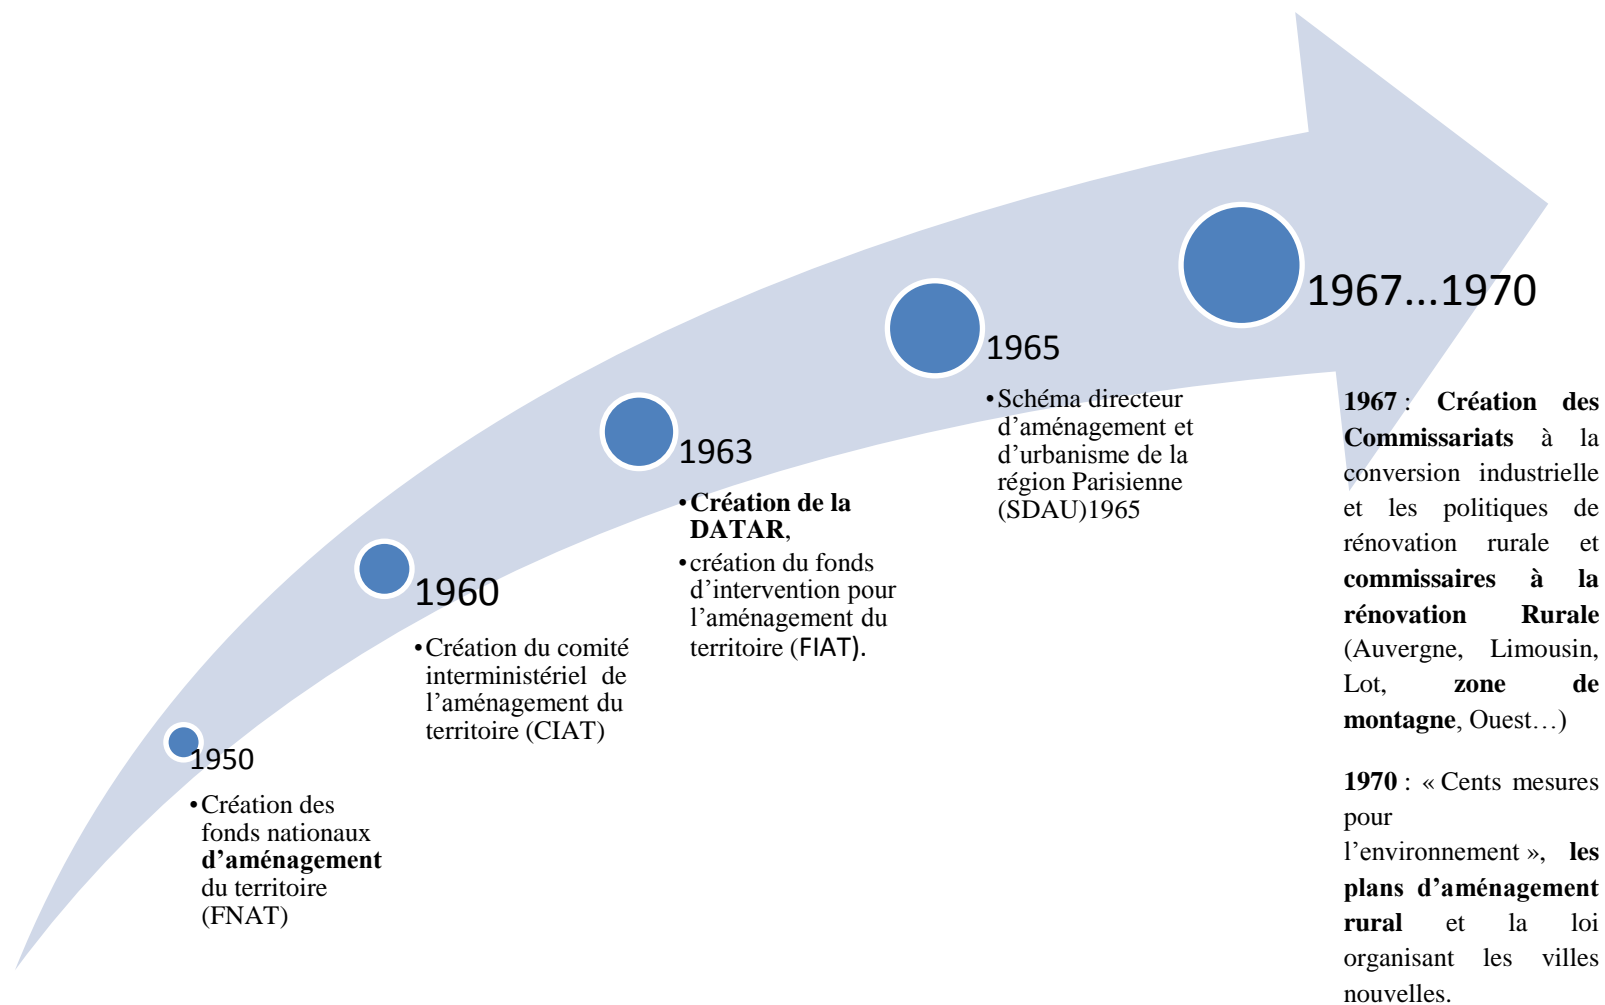 1950
•Création des
fonds nationaux
d’aménagement
du territoire
(FNAT)
1960
•Création du comité
interministériel de
l’aménagement du
territoire (CIAT)
1963
•Création de la
DATAR,
•création du fonds
d’intervention pour
l’aménagement du
territoire (FIAT).
1965
•Schéma directeur
d’aménagement et
d’urbanisme de la
région Parisienne
(SDAU)1965
1967...1970
1967 : Création des
Commissariats à la
conversion industrielle
et les politiques de
rénovation rurale et
commissaires à la
rénovation Rurale
(Auvergne, Limousin,
Lot, zone de
montagne, Ouest…)
1970 : « Cents mesures
pour
l’environnement », les
plans d’aménagement
rural et la loi
organisant les villes
nouvelles.